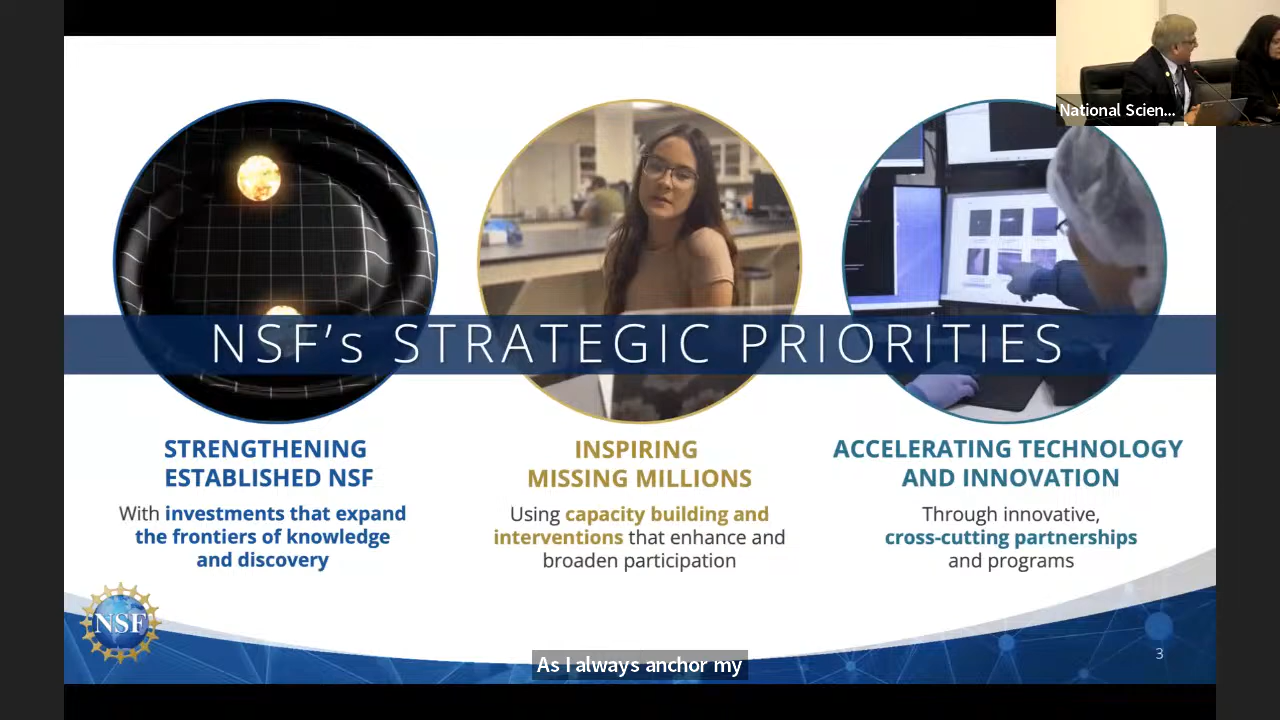 National Scien...
NSF's STRATEGIC PRIORITIES
STRENGTHENING
ESTABLISHED NSF
With investments that expand
the frontiers of knowledge
and discovery
INSPIRING
MISSING MILLIONS
Using capacity building and
interventions that enhance and
broaden participation
ACCELERATING TECHNOLOGY
AND INNOVATION
Through innovative,
cross-cutting partnerships
and programs
NSF
3
As I always anchor my